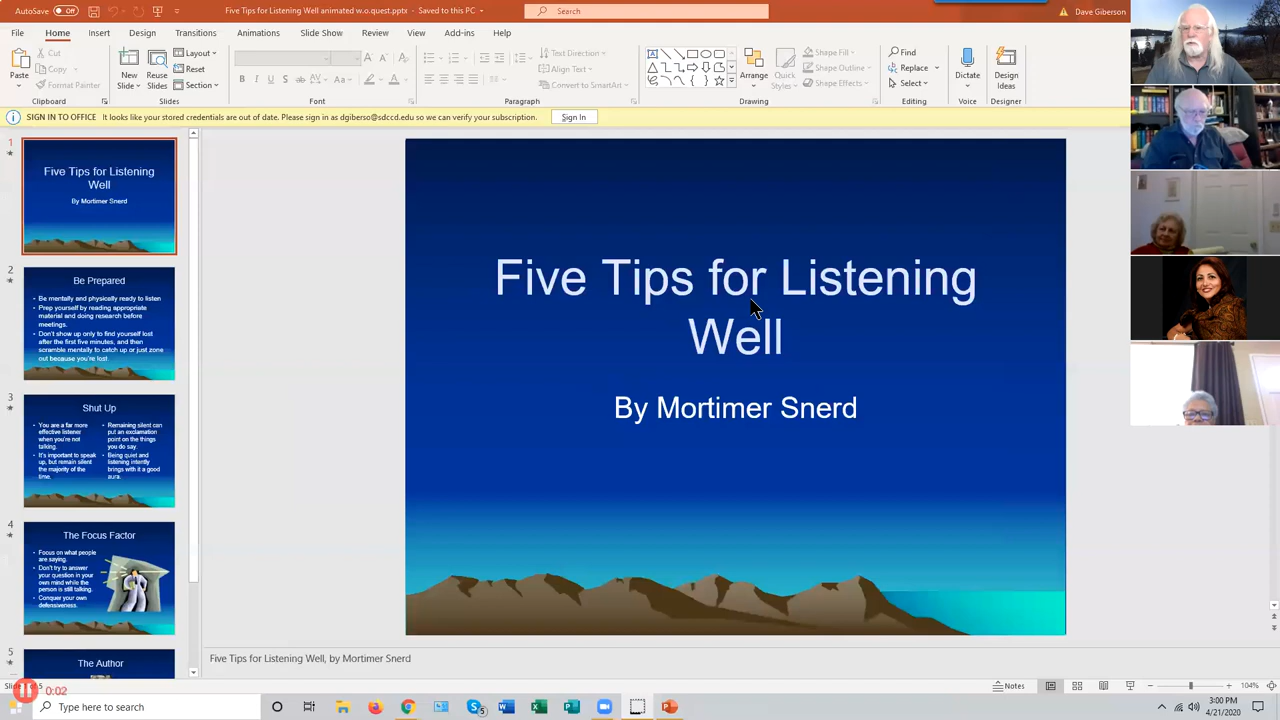 AutoSave Off Five Tips for Listening Well animated w.o.quest.pptx - Saved to this PC Search Dave Giberson
File Home Insert Design Transitions Animations Slide Show Review View Add-ins Help
Paste Cut Copy Format Painter New Slide Reuse Slides Layout Reset Section
B I U S AV Aa A
Text Direction Align Text Convert to SmartArt
Arrange Quick Styles Shape Fill Shape Outline Shape Effects
Find Replace Select Dictate Design Ideas
Clipboard Slides Font Paragraph Drawing Editing Voice Designer
SIGN IN TO OFFICE It looks like your stored credentials are out of date. Please sign in as dgiberso@sdccd.edu so we can verify your subscription. Sign In
1
Five Tips for Listening
Well
By Mortimer Snerd
2
Be Prepared
Be mentally and physically ready to listen
Prep yourself by reading appropriate
material and doing research before
meetings.
Don't show up only to find yourself lost
after the first five minutes, and then
scramble mentally to catch up or just zone
out because you're lost.
3
Shut Up
You are a far more
effective listener
when you're not
talking.
It's important to speak
up, but remain silent
the majority of the
time.
Remaining silent can
put an exclamation
point on the things
you do say.
Being quiet and
listening intently
brings with it a good
aura.
4
The Focus Factor
Focus on what people
are saying.
Don't try to answer
your question in your
own mind while the
person is still talking.
Conquer your own
defensiveness.
5
The Author
Five Tips for Listening
Well
By Mortimer Snerd
Five Tips for Listening Well, by Mortimer Snerd
0:02
Notes 104%
Type here to search
5
3:00 PM
4/21/2020